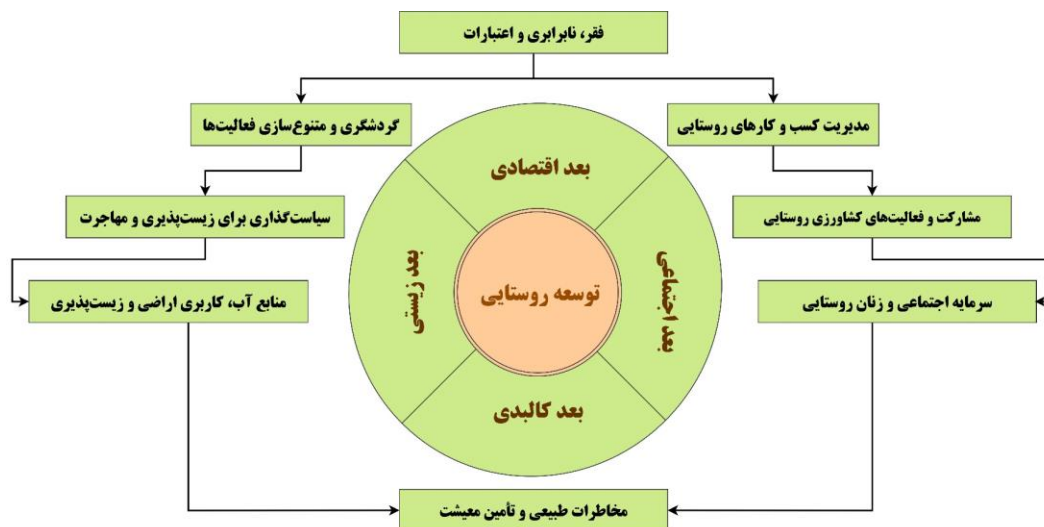 فقر، نابرابری و اعتبارات
مدیریت کسب و کارهای روستایی
گردشگری و متنوع‌سازی فعالیت‌ها
بعد اقتصادی
مشارکت و فعالیت‌های کشاورزی روستایی
سیاست‌گذاری برای زیست‌پذیری و مهاجرت
بعد اجتماعی
توسعه روستایی
بعد زیستی
سرمایه اجتماعی و زنان روستایی
منابع آب، کاربری اراضی و زیست‌پذیری
بعد کالبدی
مخاطرات طبیعی و تأمین معیشت